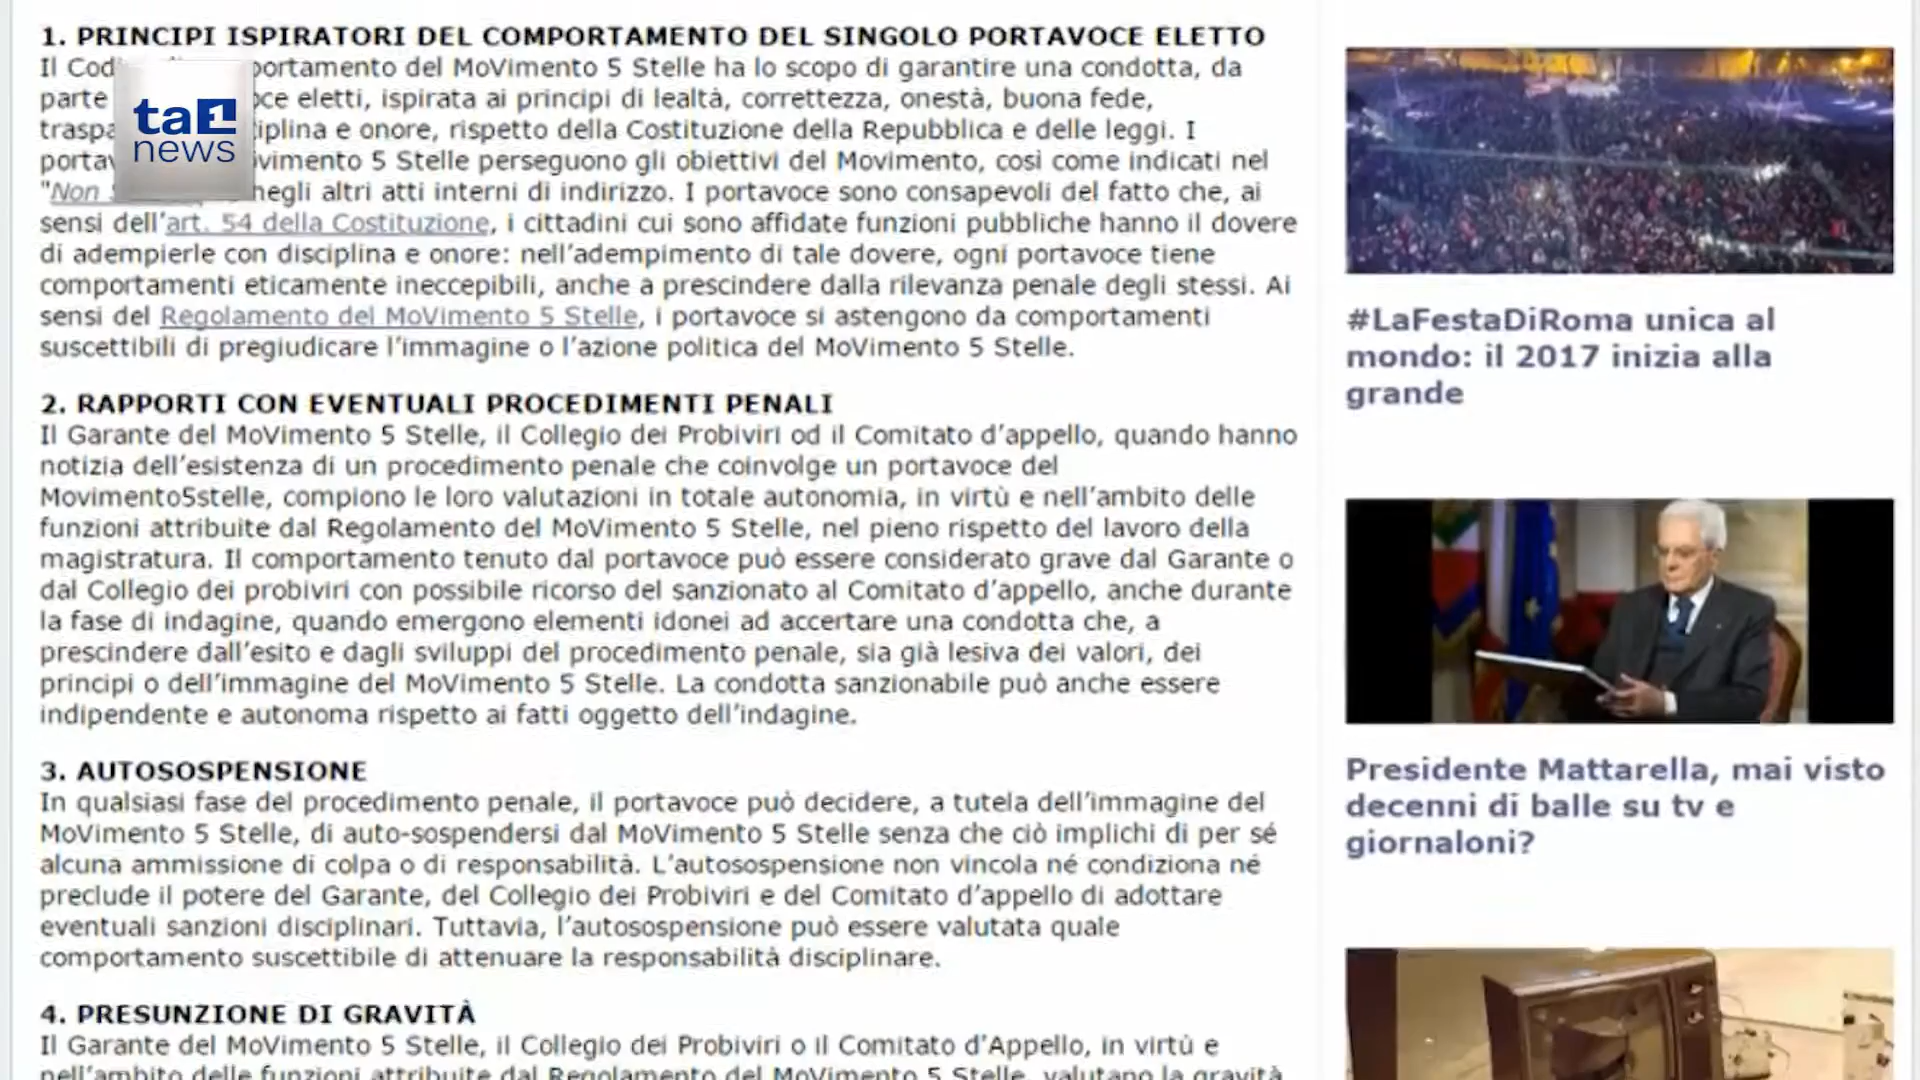 1. PRINCIPI ISPIRATORI DEL COMPORTAMENTO DEL SINGOLO PORTAVOCE ELETTO
Il Cod portamento del MoVimento 5 Stelle ha lo scopo di garantire una condotta, da
parte ce eletti, ispirata ai principi di lealtà, correttezza, onestà, buona fede,
traspa iplina e onore, rispetto della Costituzione della Repubblica e delle leggi. I
portav vimento 5 Stelle perseguono gli obiettivi del Movimento, così come indicati nel
"Non negli altri atti interni di indirizzo. I portavoce sono consapevoli del fatto che, ai
sensi dell'art. 54 della Costituzione, i cittadini cui sono affidate funzioni pubbliche hanno il dovere
di adempierle con disciplina e onore: nell'adempimento di tale dovere, ogni portavoce tiene
comportamenti eticamente ineccepibili, anche a prescindere dalla rilevanza penale degli stessi. Ai
sensi del Regolamento del MoVimento 5 Stelle, i portavoce si astengono da comportamenti
suscettibili di pregiudicare l'immagine o l'azione politica del MoVimento 5 Stelle.
2. RAPPORTI CON EVENTUALI PROCEDIMENTI PENALI
Il Garante del MoVimento 5 Stelle, il Collegio dei Probiviri od il Comitato d'appello, quando hanno
notizia dell'esistenza di un procedimento penale che coinvolge un portavoce del
Movimento5stelle, compiono le loro valutazioni in totale autonomia, in virtù e nell'ambito delle
funzioni attribuite dal Regolamento del MoVimento 5 Stelle, nel pieno rispetto del lavoro della
magistratura. Il comportamento tenuto dal portavoce può essere considerato grave dal Garante o
dal Collegio dei probiviri con possibile ricorso del sanzionato al Comitato d'appello, anche durante
la fase di indagine, quando emergono elementi idonei ad accertare una condotta che, a
prescindere dall'esito e dagli sviluppi del procedimento penale, sia già lesiva dei valori, dei
principi o dell'immagine del MoVimento 5 Stelle. La condotta sanzionabile può anche essere
indipendente e autonoma rispetto ai fatti oggetto dell'indagine.
3. AUTOSOSPENSIONE
In qualsiasi fase del procedimento penale, il portavoce può decidere, a tutela dell'immagine del
MoVimento 5 Stelle, di auto-sospendersi dal MoVimento 5 Stelle senza che ciò implichi di per sé
alcuna ammissione di colpa o di responsabilità. L'autosospensione non vincola né condiziona né
preclude il potere del Garante, del Collegio dei Probiviri e del Comitato d'appello di adottare
eventuali sanzioni disciplinari. Tuttavia, l'autosospensione può essere valutata quale
comportamento suscettibile di attenuare la responsabilità disciplinare.
4. PRESUNZIONE DI GRAVITÀ
Il Garante del MoVimento 5 Stelle, il Collegio dei Probiviri o il Comitato d'Appello, in virtù e
nell'ambito delle funzioni attribuite dal Regolamento del MoVimento 5 Stelle, valutano la gravità
ta1
news
#LaFestaDiRoma unica al
mondo: il 2017 inizia alla
grande
Presidente Mattarella, mai visto
decenni di balle su tv e
giornaloni?